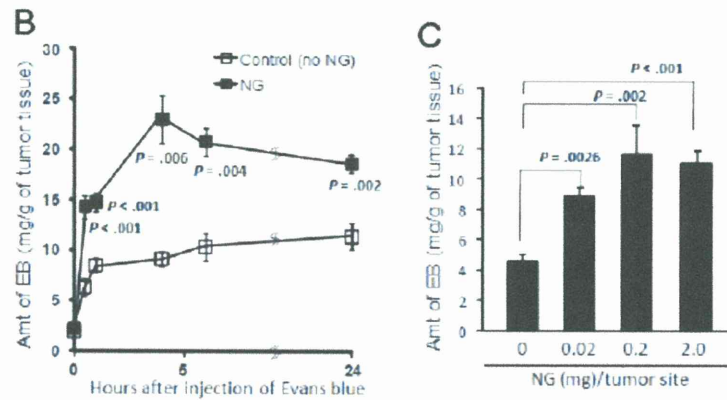 B
Amt of EB (mg/g of tumor tissue)
30
25
20
15
10
5
0
Control (no NG)
NG
P = .006
P = .004
P < .001
P < .001
P = .002
0
5
24
Hours after injection of Evans blue
C
Amt of EB (mg/g of tumor tissue)
16
14
12
10
8
6
4
2
0
P < .001
P = .002
P = .0026
0 0.02 0.2 2.0
NG (mg)/tumor site